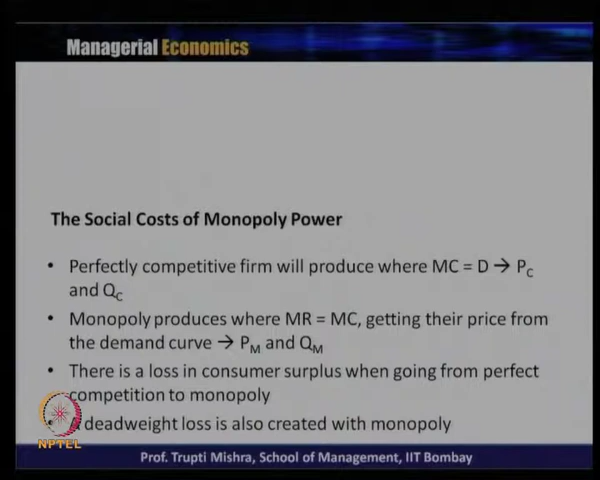 Managerial Economics
The Social Costs of Monopoly Power
• Perfectly competitive firm will produce where MC = D → PC
and QC
• Monopoly produces where MR = MC, getting their price from
the demand curve → PM and QM
• There is a loss in consumer surplus when going from perfect
competition to monopoly
deadweight loss is also created with monopoly
NPTEL
Prof. Trupti Mishra, School of Management, IIT Bombay